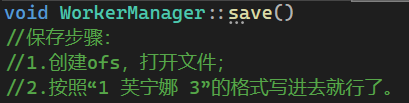 void WorkerManager::save()
//保存步骤:
//1.创建ofs，打开文件;
//2.按照“1 芙宁娜 3”的格式写进去就行了。